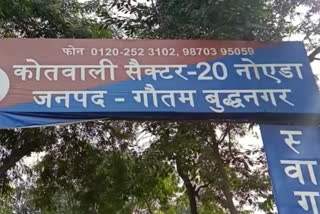 फोन 0120-252 3102, 98703 95059
कोतवाली सैक्टर-20 नोएडा
जनपद - गौतम बुद्धनगर
स्
वा
ग